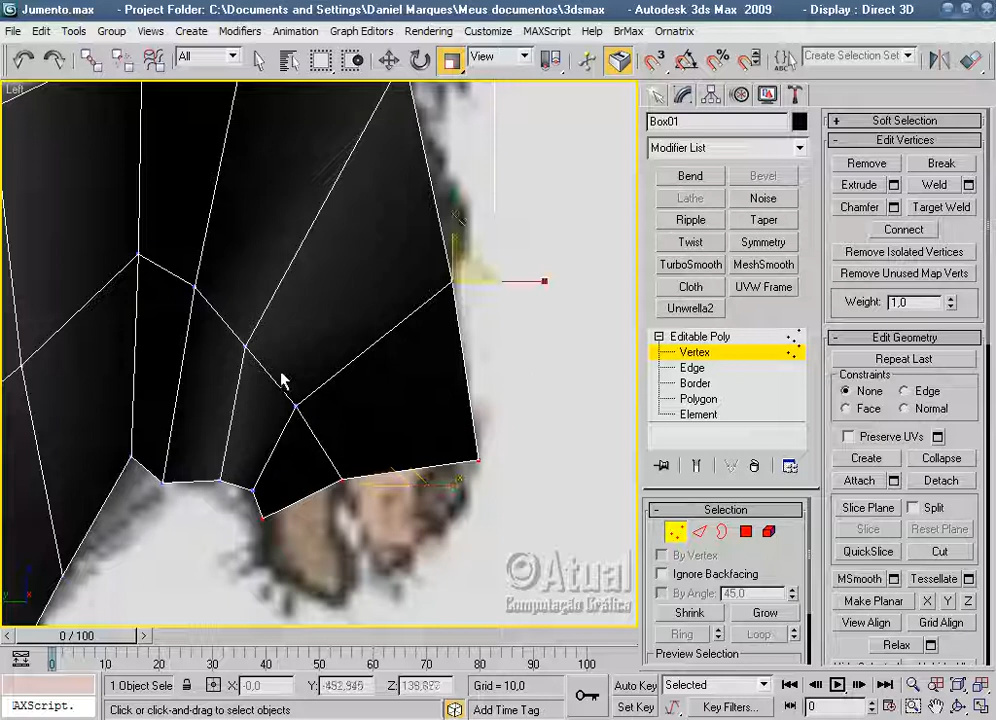 Jumento.max - Project Folder: C:\Documents and Settings\Daniel Marques\Meus documentos\3dsmax - Autodesk 3ds Max 2009 - Display : Direct 3D
File Edit Tools Group Views Create Modifiers Animation Graph Editors Rendering Customize MAXScript Help BrMax Ornatrix
All View Create Selection Set
Left
Box01
Modifier List
Bend Bevel
Lathe Noise
Ripple Taper
Twist Symmetry
TurboSmooth MeshSmooth
Cloth UVW Frame
Unwrella2
Editable Poly
Vertex
Edge
Border
Polygon
Element
Selection
By Vertex
Ignore Backfacing
By Angle: 45,0
Shrink Grow
Ring Loop
Preview Selection
Soft Selection
Edit Vertices
Remove Break
Extrude Weld
Chamfer Target Weld
Connect
Remove Isolated Vertices
Remove Unused Map Verts
Weight: 1,0
Edit Geometry
Repeat Last
Constraints
None Edge
Face Normal
Preserve UVs
Create Collapse
Attach Detach
Slice Plane Split
Slice Reset Plane
QuickSlice Cut
MSmooth Tessellate
Make Planar X Y Z
View Align Grid Align
Relax
Atual
Computação Gráfica
0 / 100
10 20 30 40 50 60 70 80 90 100
1 Object Sele X: -0,0 Y: -452,945 Grid = 10,0
AXScript. Click or click-and-drag to select objects Add Time Tag
Auto Key Selected
Set Key Key Filters... 0